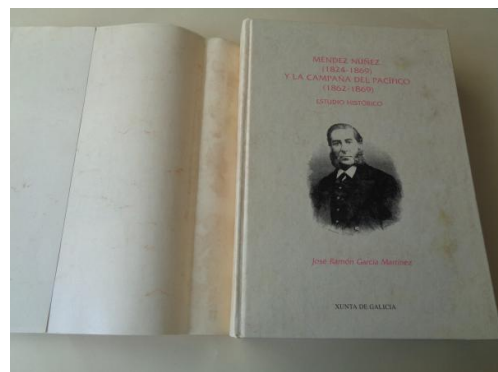 MÉNDEZ NÚÑEZ
(1824-1869)
Y LA CAMPAÑA DEL PACÍFICO
(1862-1869)
ESTUDIO HISTÓRICO
José Ramón García Martínez
XUNTA DE GALICIA